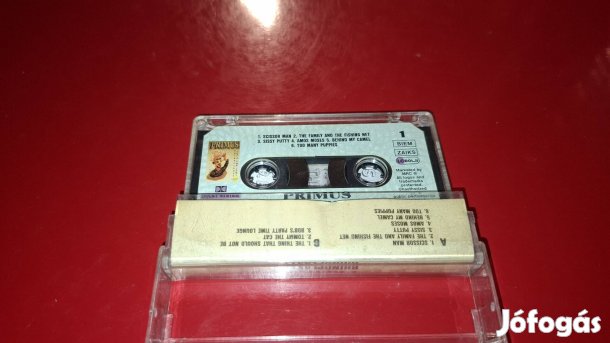 1. SCISSOR MAN 2. THE FAMILY AND THE FISHING NET
3. SISSY PUTTY 4. AMOS MOSES 5. BEHIND MY CAMEL
6. TOO MANY PUPPIES
1
BIEM
ZAIKS
PRIMUS
PRIMUS
A
1. SCISSOR MAN
2. THE FAMILY AND THE FISHING NET
3. SISSY PUTTY
4. AMOS MOSES
5. BEHIND MY CAMEL
6. TOO MANY PUPPIES
B
1. THE THING THAT SHOULD NOT BE
2. TOMMY THE CAT
3. BOB'S PARTY TIME LOUNGE
Jófogás